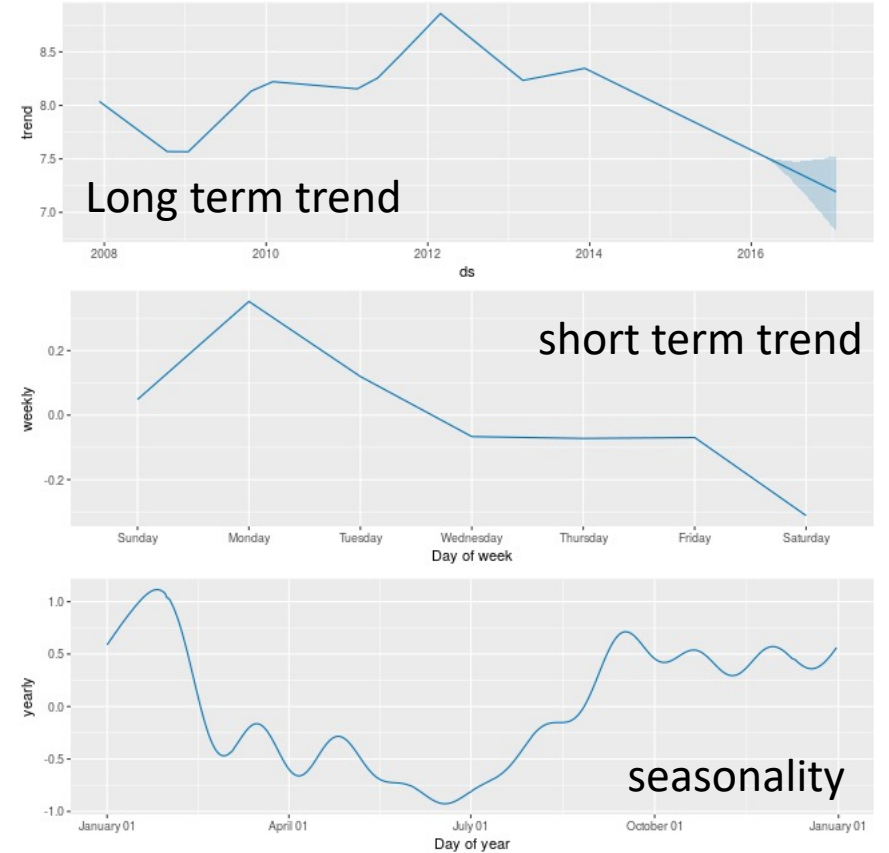 trend
8.5
8.0
7.5
7.0
Long term trend
2008 2010 2012 2014 2016
ds
weekly
0.2
0.0
-0.2
short term trend
Sunday Monday Tuesday Wednesday Thursday Friday Saturday
Day of week
yearly
1.0
0.5
0.0
-0.5
-1.0
seasonality
January 01 April 01 July 01 October 01 January 01
Day of year